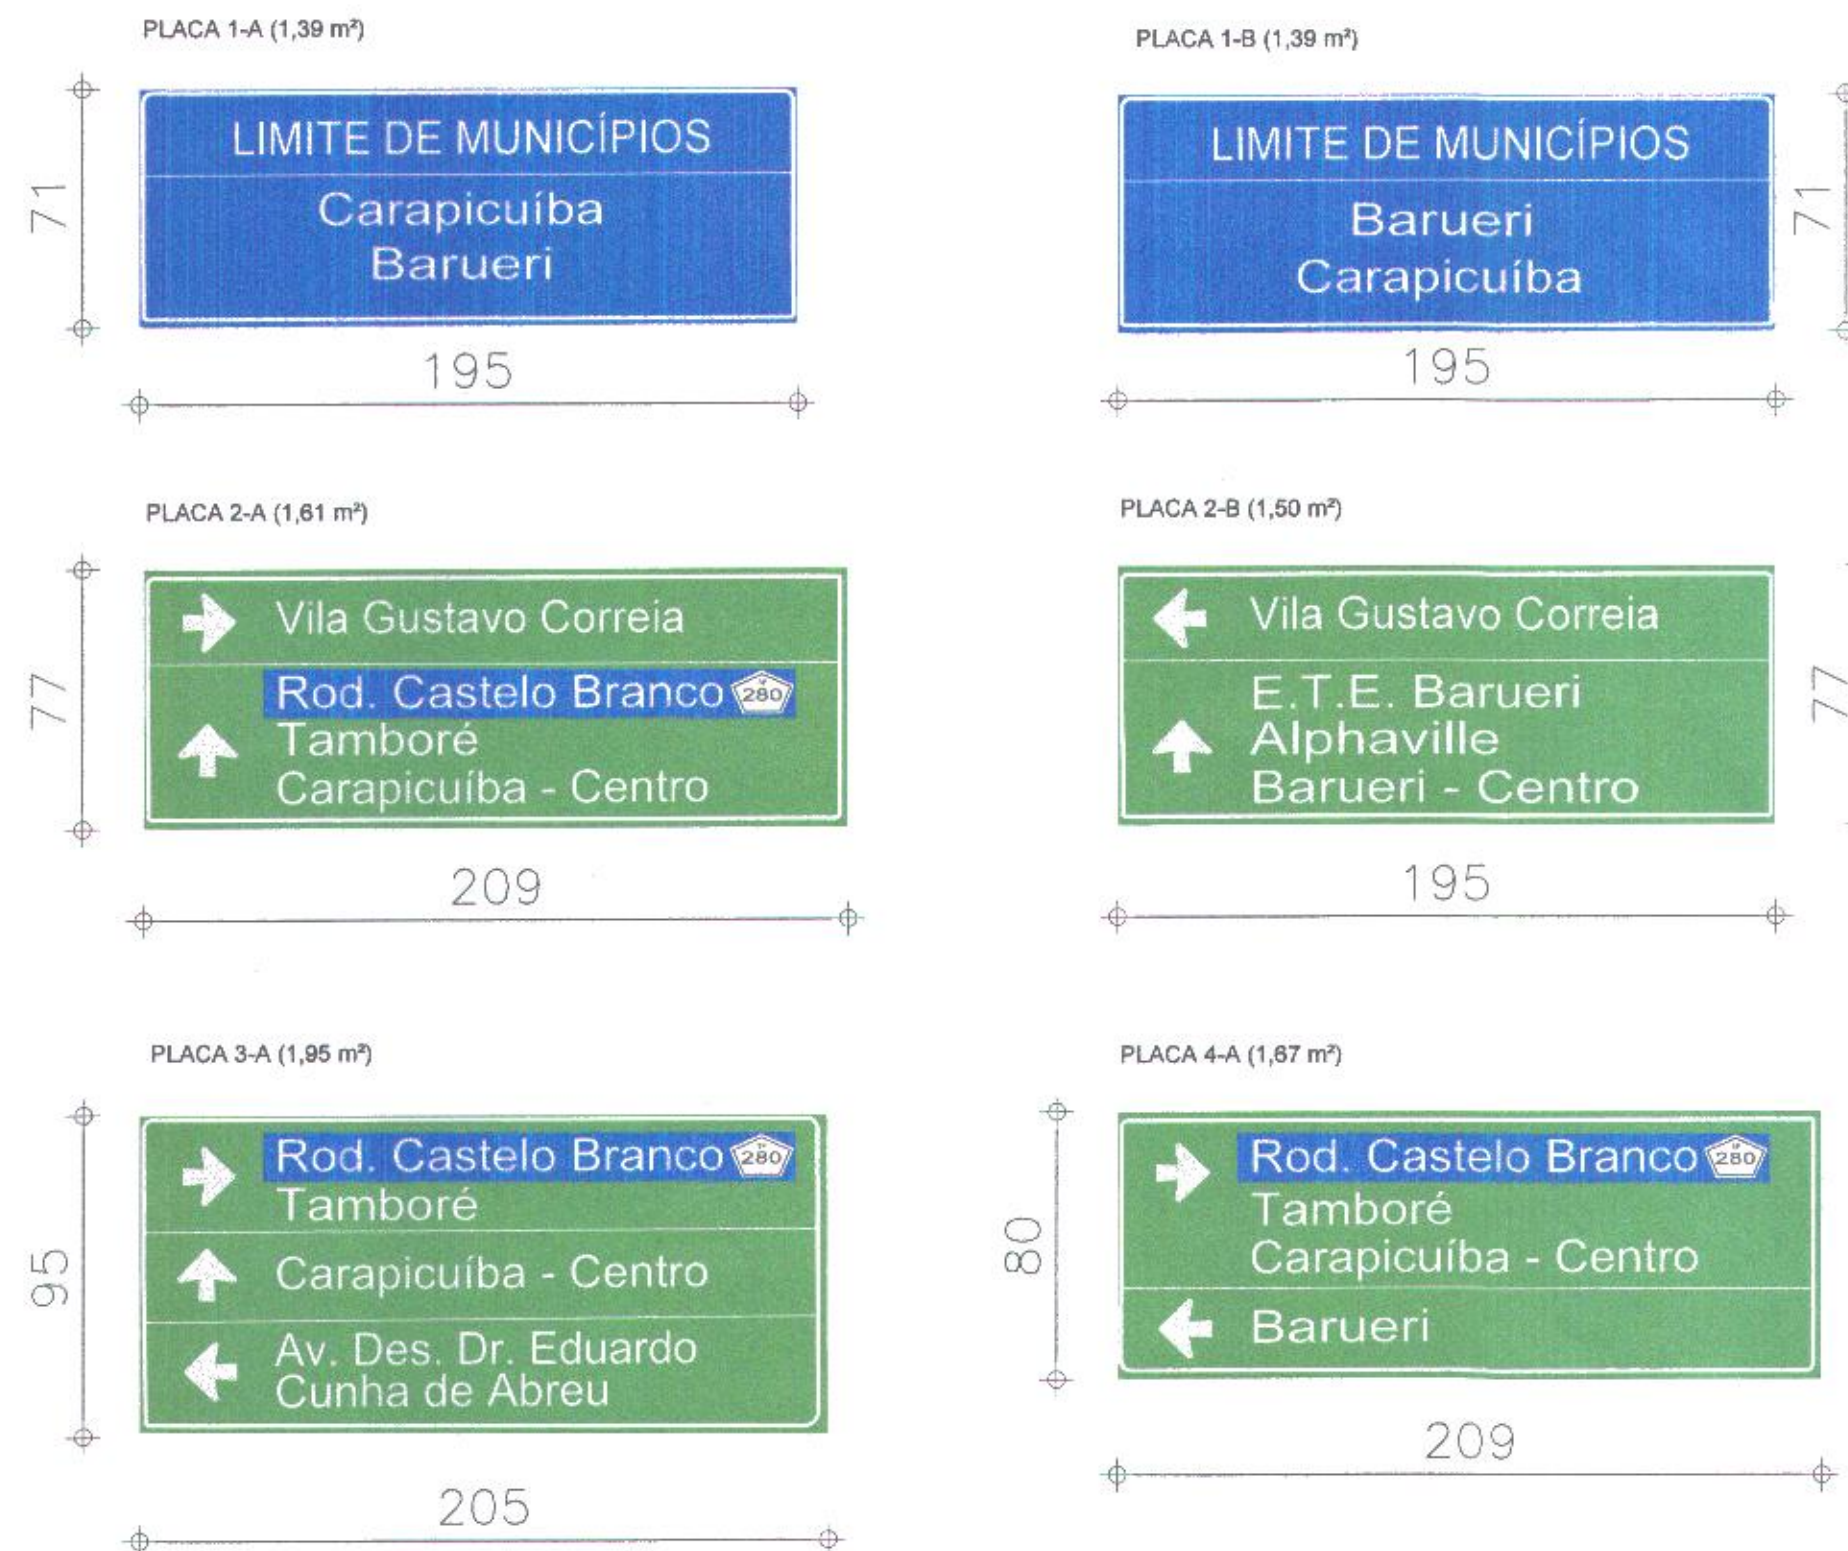 PLACA 1-A (1,39 m²)
71
LIMITE DE MUNICÍPIOS
Carapicuíba
Barueri
195
PLACA 1-B (1,39 m²)
LIMITE DE MUNICÍPIOS
Barueri
Carapicuíba
71
195
PLACA 2-A (1,61 m²)
77
Vila Gustavo Correia
Rod. Castelo Branco 280
Tamboré
Carapicuíba - Centro
209
PLACA 2-B (1,50 m²)
Vila Gustavo Correia
E.T.E. Barueri
Alphaville
Barueri - Centro
77
195
PLACA 3-A (1,95 m²)
95
Rod. Castelo Branco 280
Tamboré
Carapicuíba - Centro
Av. Des. Dr. Eduardo
Cunha de Abreu
205
PLACA 4-A (1,67 m²)
80
Rod. Castelo Branco 280
Tamboré
Carapicuíba - Centro
Barueri
209